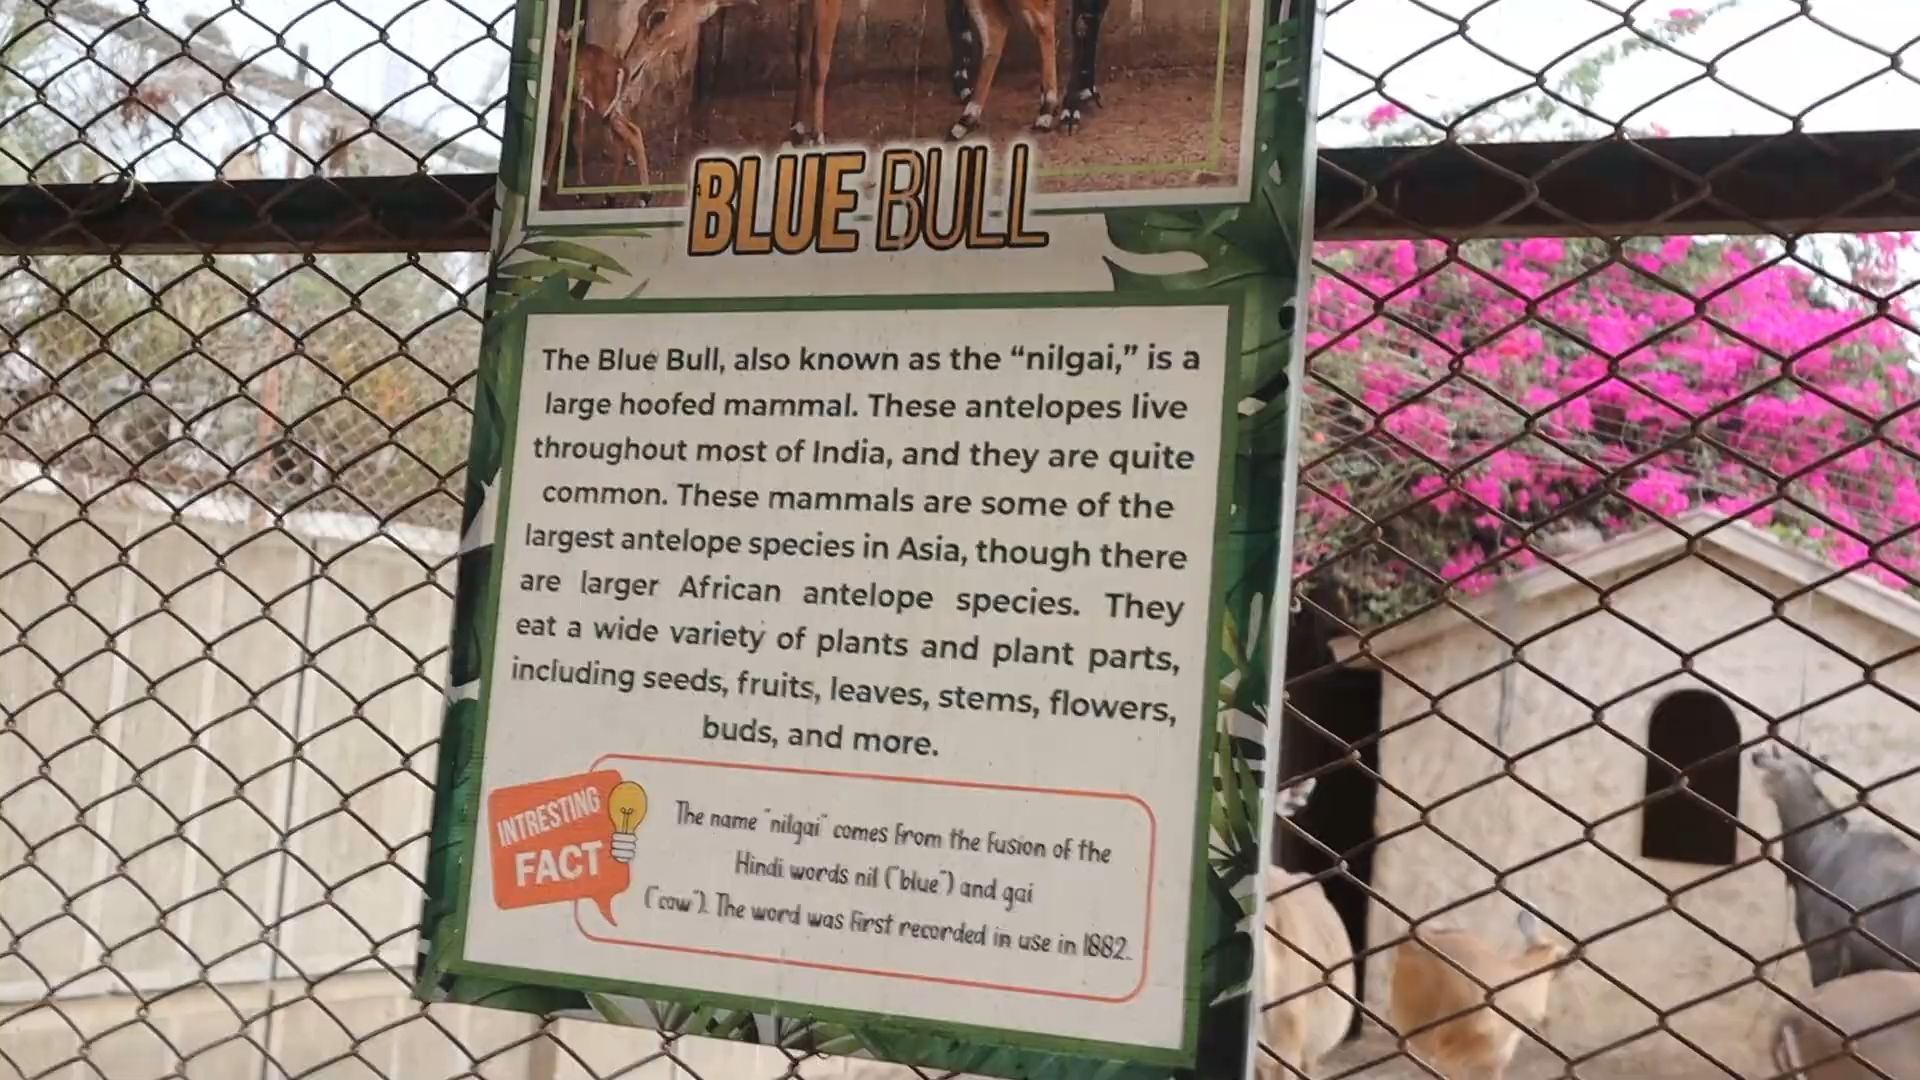 BLUE BULL
The Blue Bull, also known as the “nilgai,” is a
large hoofed mammal. These antelopes live
throughout most of India, and they are quite
common. These mammals are some of the
largest antelope species in Asia, though there
are larger African antelope species. They
eat a wide variety of plants and plant parts,
including seeds, fruits, leaves, stems, flowers,
buds, and more.
INTRESTING
FACT
The name "nilgai" comes from the fusion of the
Hindi words nil ("blue") and gai
("cow"). The word was first recorded in use in 1882.